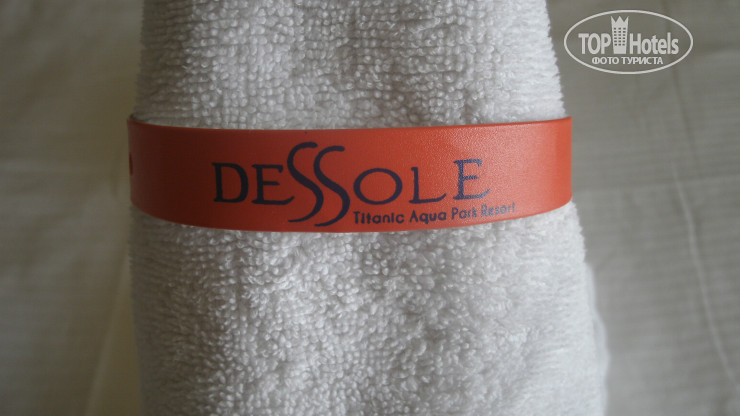 TOP Hotels
ФОТО ТУРИСТА
DESSOLE
Titanic Aqua Park Resort